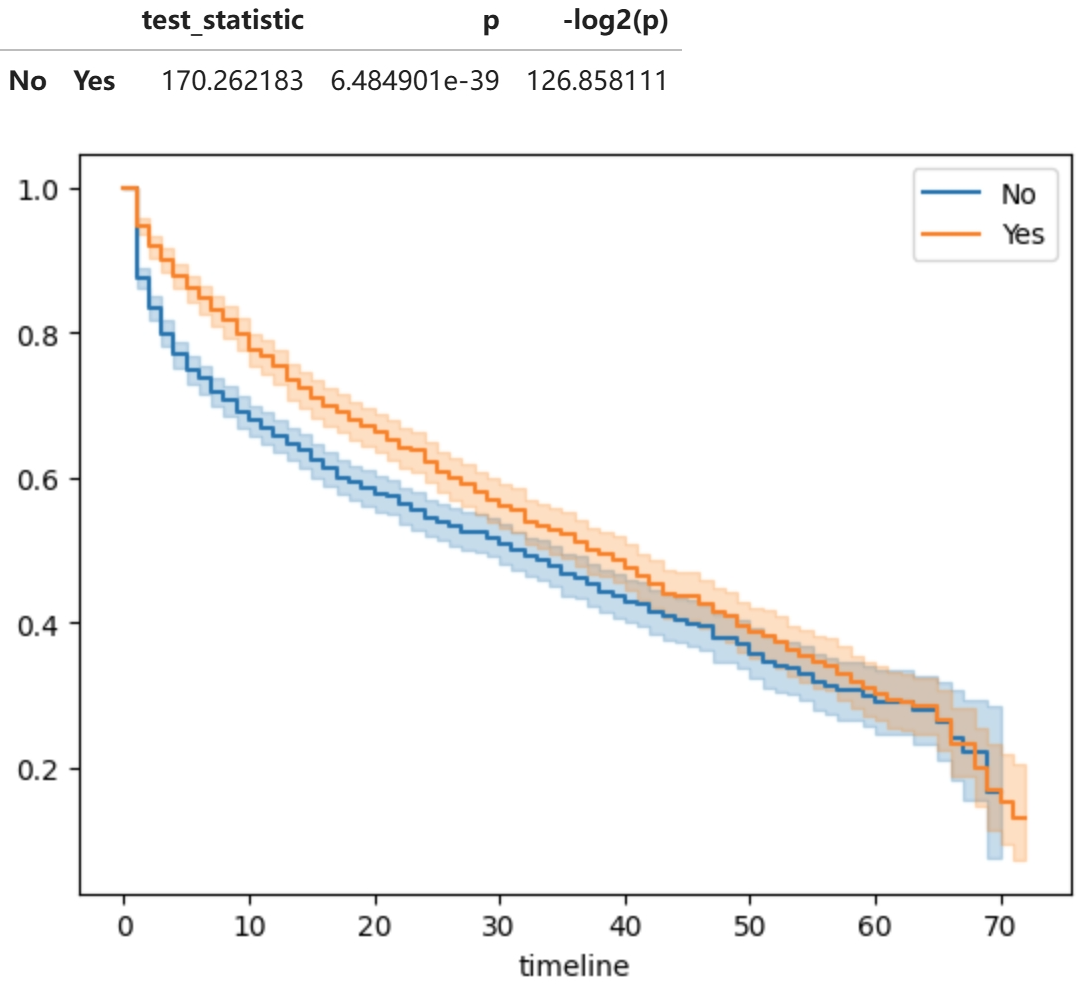 test_statistic p -log2(p)
No Yes 170.262183 6.484901e-39 126.858111
1.0
0.8
0.6
0.4
0.2
No
Yes
0 10 20 30 40 50 60 70
timeline